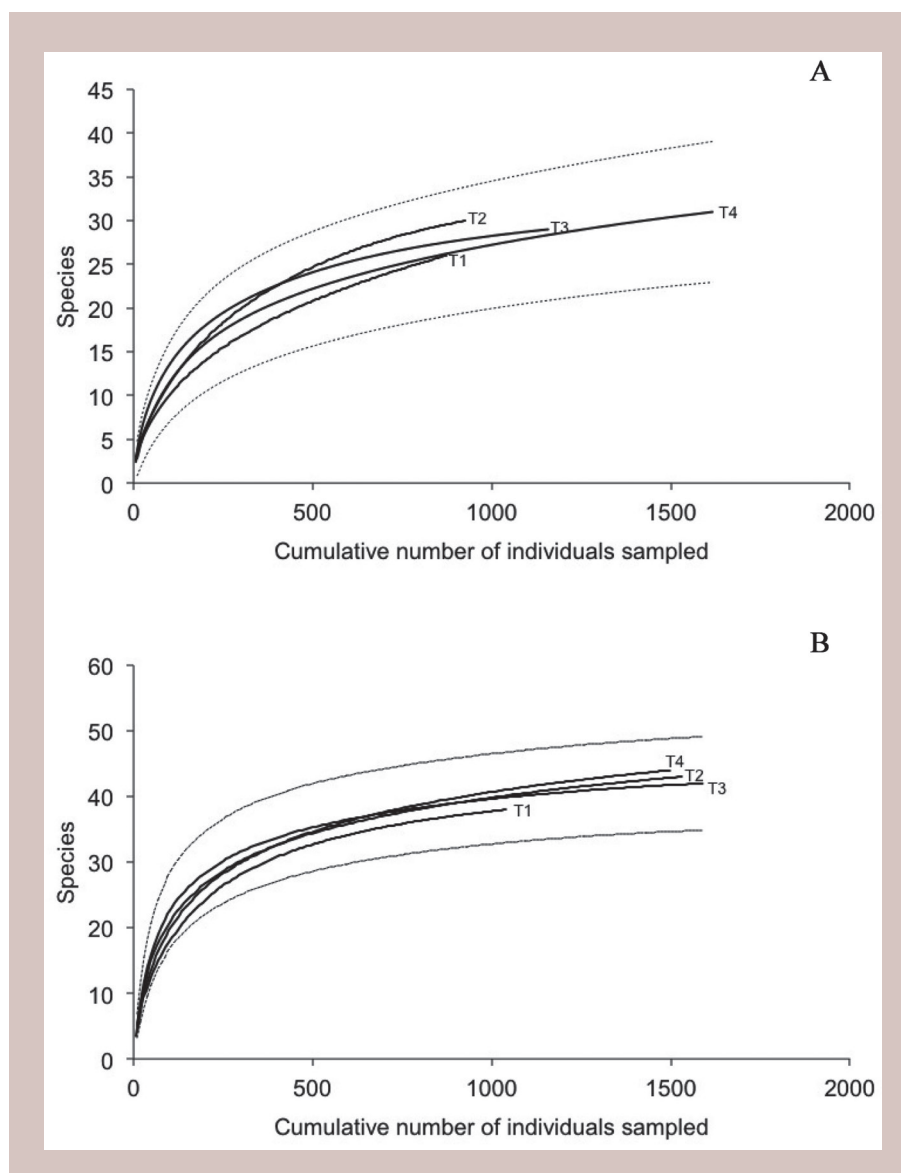 A
45
40
35
30
25
20
15
10
5
0
Species
T2
T3
T4
T1
0 500 1000 1500 2000
Cumulative number of individuals sampled
B
60
50
40
30
20
10
0
Species
T4
T2
T3
T1
0 500 1000 1500 2000
Cumulative number of individuals sampled